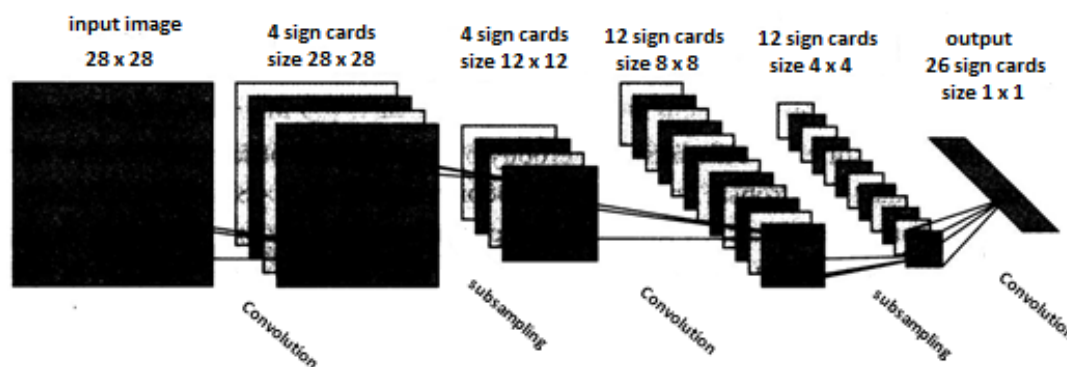 input image
28 x 28
4 sign cards
size 28 x 28
4 sign cards
size 12 x 12
12 sign cards
size 8 x 8
12 sign cards
size 4 x 4
output
26 sign cards
size 1 x 1
Convolution
subsampling
Convolution
subsampling
Convolution